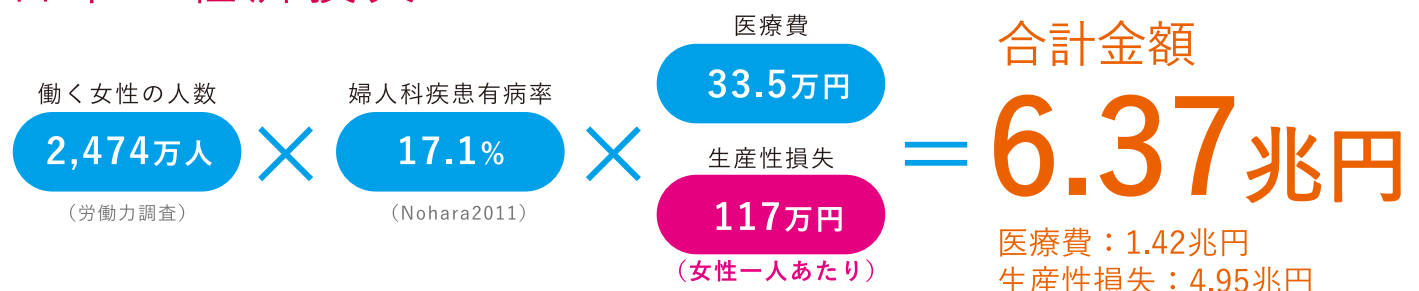 働く女性の人数
2,474万人
(労働力調査)
×
婦人科疾患有病率
17.1%
(Nohara2011)
×
医療費
33.5万円
生産性損失
117万円
(女性一人あたり)
=
合計金額
6.37兆円
医療費：1.42兆円
生産性損失：4.95兆円